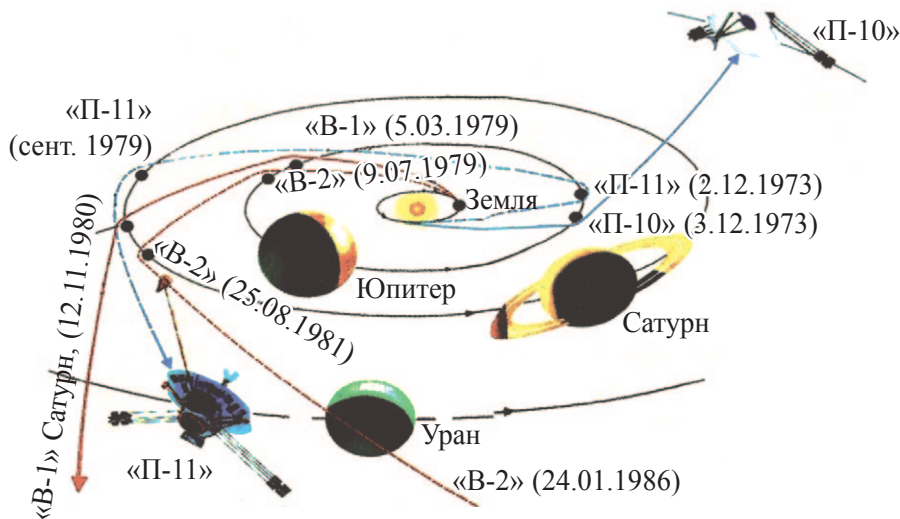 «П-10»
«П-11»
(сент. 1979)
«В-1» (5.03.1979)
«В-2» (9.07.1979)
Земля
«П-11» (2.12.1973)
«П-10» (3.12.1973)
«В-1» Сатурн, (12.11.1980)
«В-2» (25.08.1981)
Юпитер
Сатурн
Уран
«П-11»
«В-2» (24.01.1986)